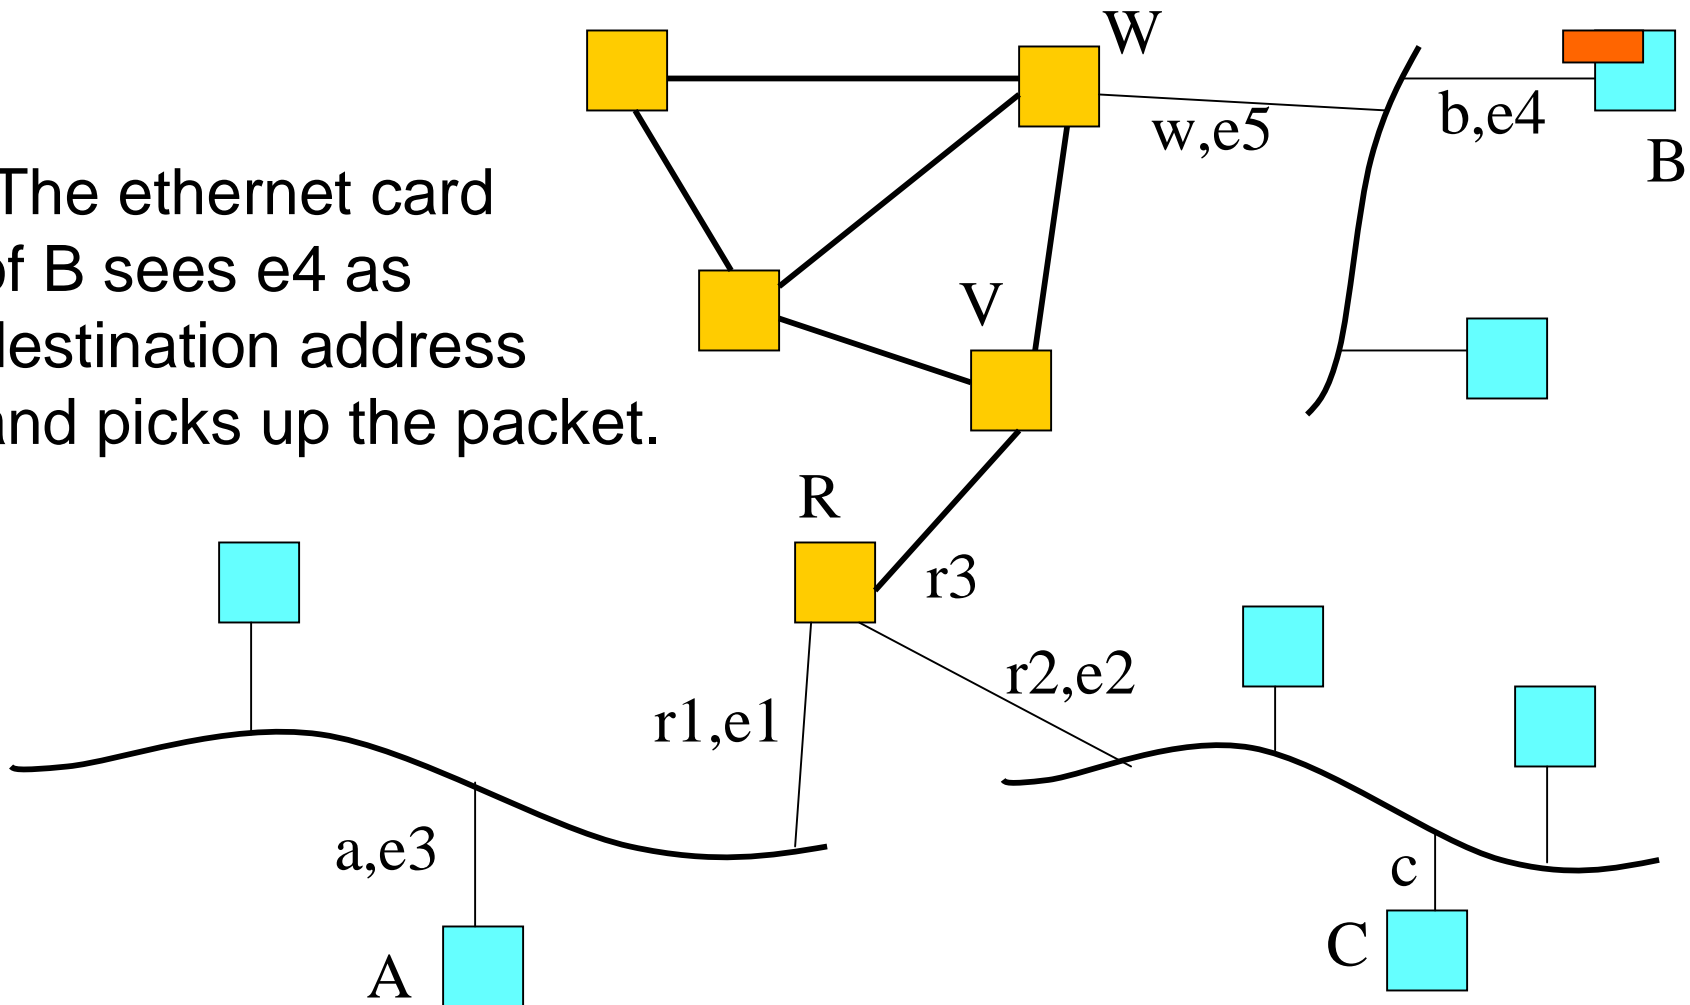 The ethernet card
of B sees e4 as
destination address
and picks up the packet.
W
w,e5
b,e4
B
V
R
r3
r2,e2
r1,e1
a,e3
A
c
C